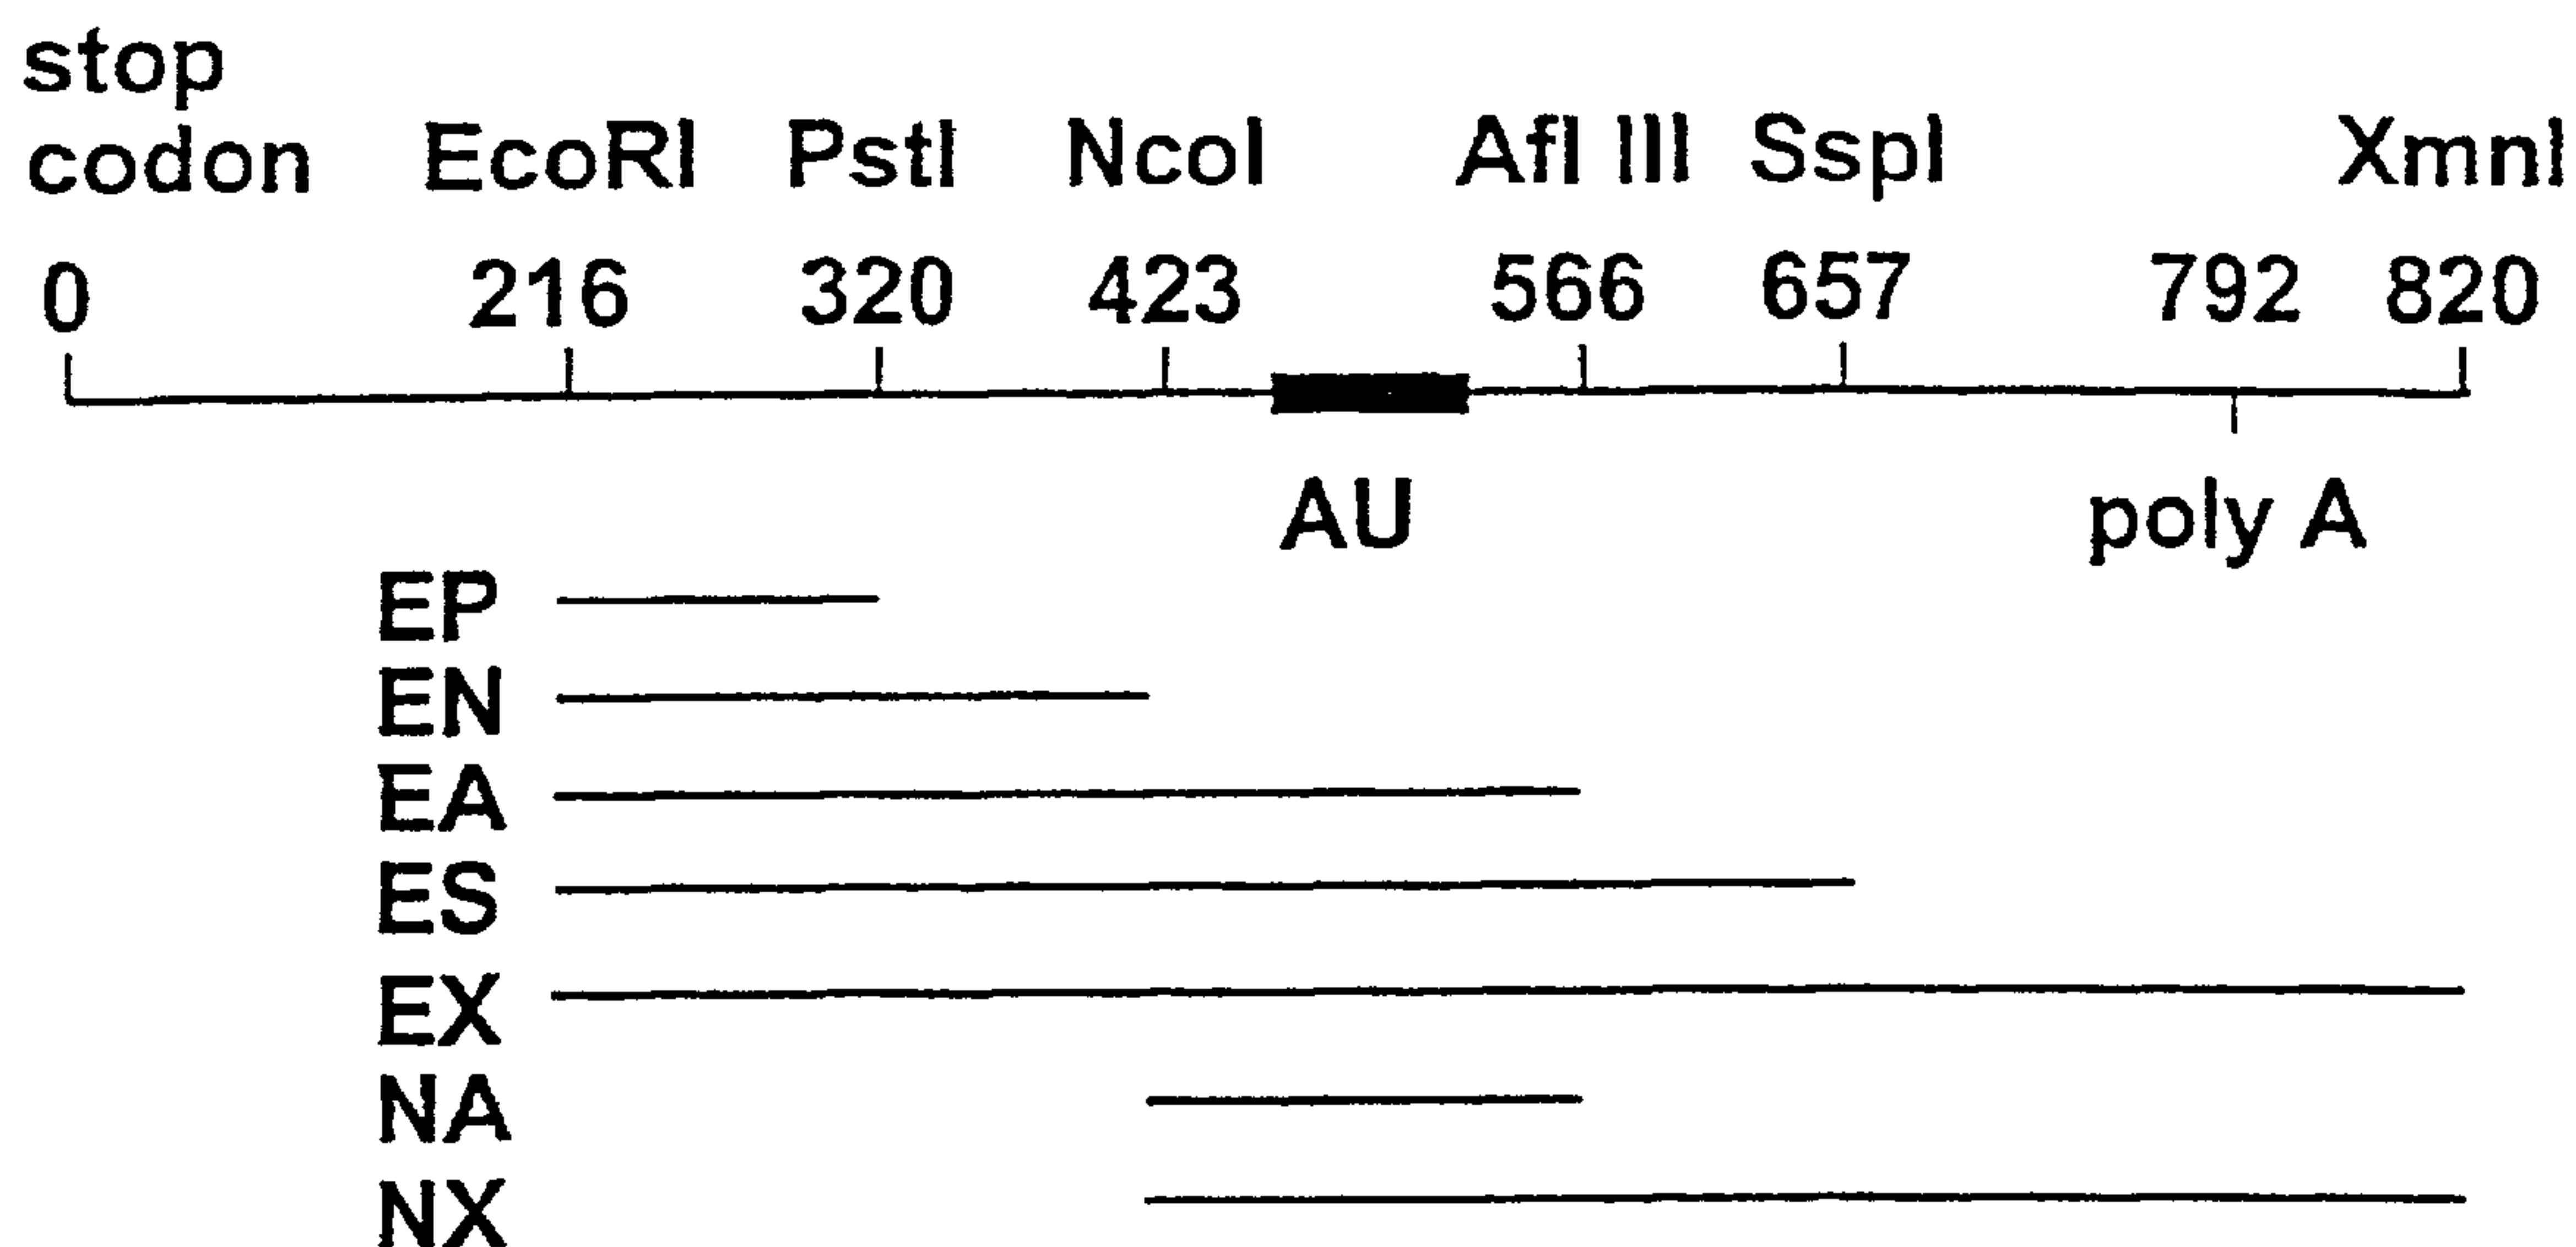 stop
codon EcoRI PstI NcoI Afl III SspI XmnI
0 216 320 423 566 657 792 820
AU poly A
EP
EN
EA
ES
EX
NA
NX